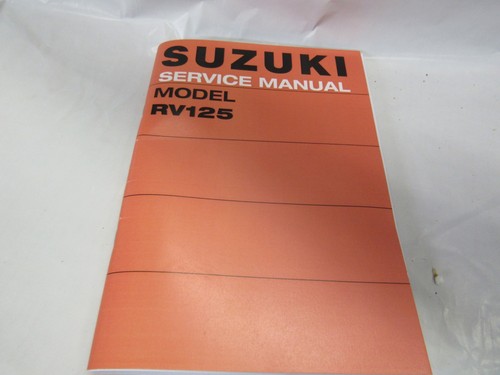 SUZUKI
SERVICE MANUAL
MODEL
RV125